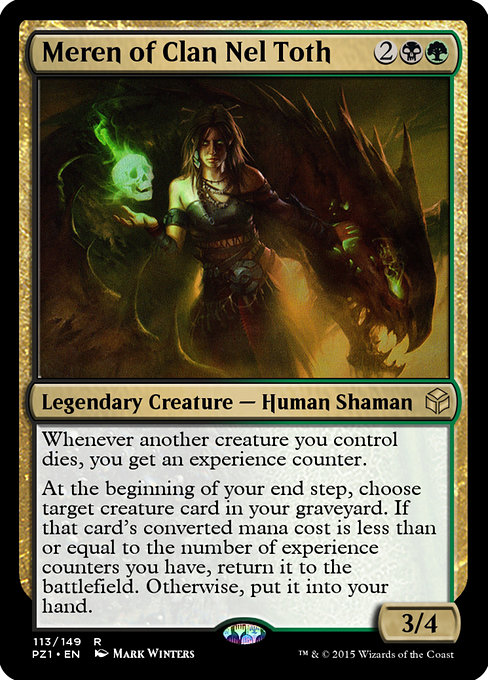 Meren of Clan Nel Toth 2
Legendary Creature — Human Shaman
Whenever another creature you control
dies, you get an experience counter.
At the beginning of your end step, choose
target creature card in your graveyard. If
that card's converted mana cost is less than
or equal to the number of experience
counters you have, return it to the
battlefield. Otherwise, put it into your
hand.
3/4
113/149 R
PZ1 • EN Mark Winters
™ & © 2015 Wizards of the Coast